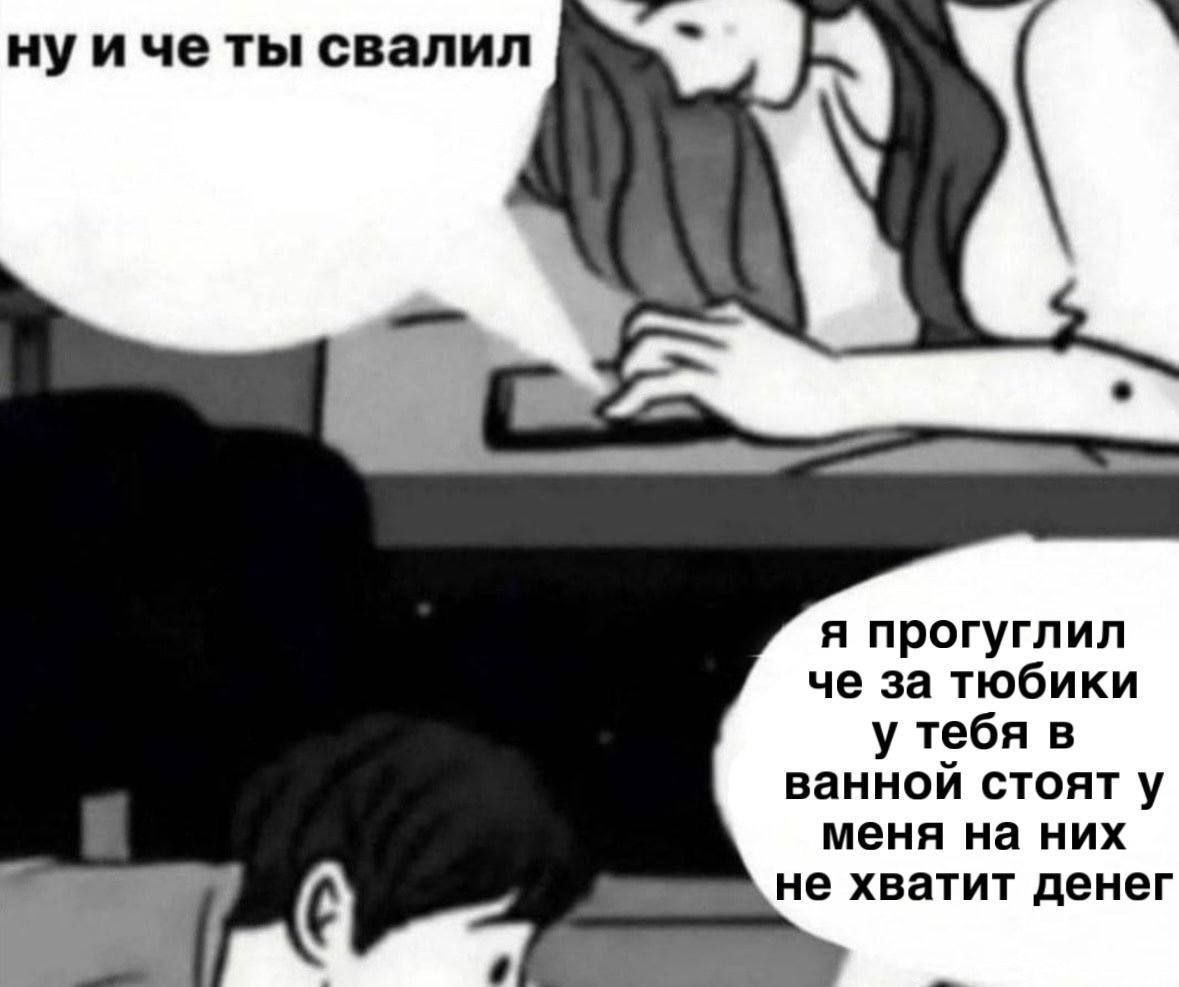 ну и че ты свалил
я прогуглил
че за тюбики
у тебя в
ванной стоят у
меня на них
не хватит денег